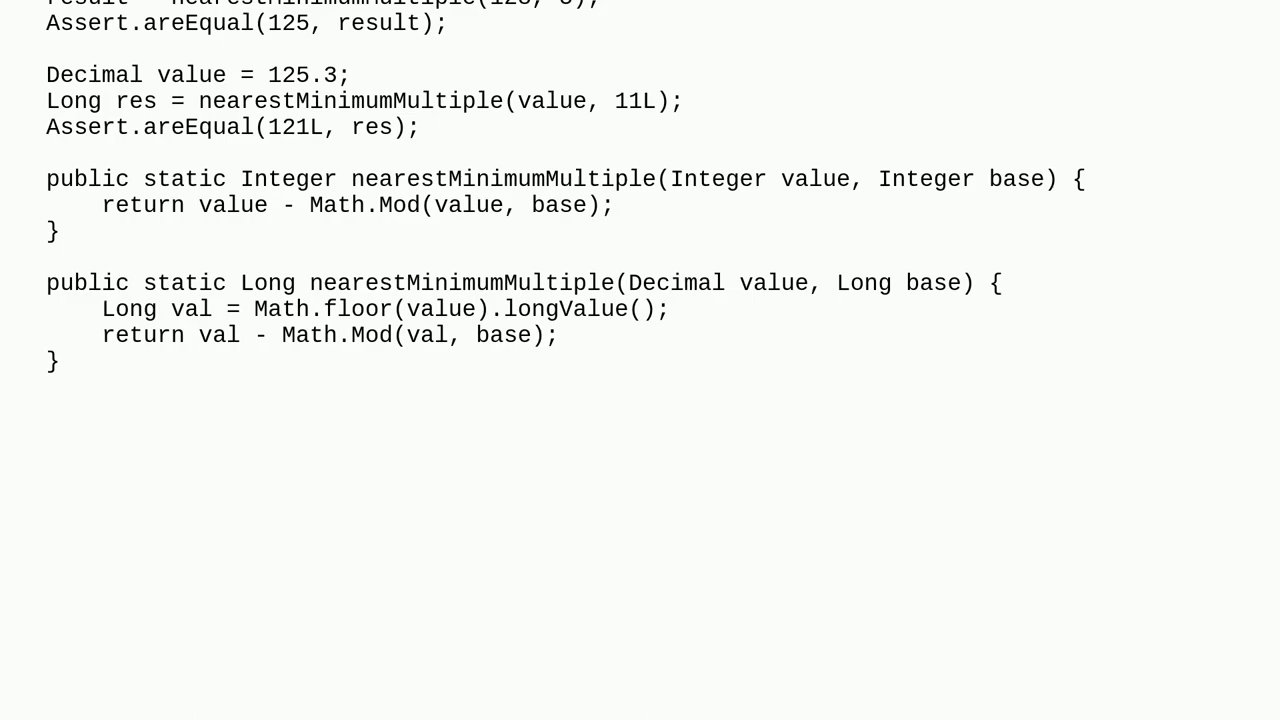 Assert.areEqual(125, result);
Decimal value = 125.3;
Long res = nearestMinimumMultiple(value, 11L);
Assert.areEqual(121L, res);
public static Integer nearestMinimumMultiple(Integer value, Integer base) {
    return value - Math.Mod(value, base);
}
public static Long nearestMinimumMultiple(Decimal value, Long base) {
    Long val = Math.floor(value).longValue();
    return val - Math.Mod(val, base);
}